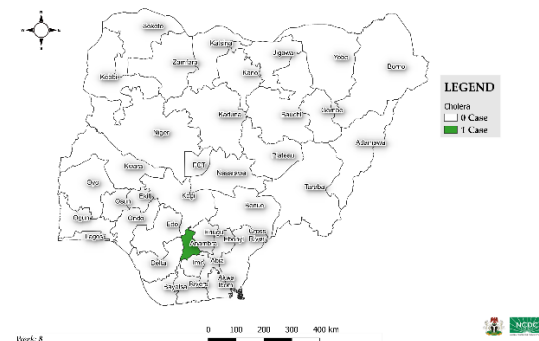 Sokoto
Katsina
Jigawa
Yobe
Borno
Zamfara
Kano
Kebbi
Kaduna
Bauchi
Gombe
Niger
Adamawa
Plateau
FCT
Nasarawa
Kwara
Taraba
Oyo
Kogi
Benue
Osun
Ekiti
Ogun
Ondo
Edo
Lagos
Enugu
Ebonyi
Cross
River
Anambra
Delta
Imo
Abia
Bayelsa
Rivers
Akwa
Ibom
LEGEND
Cholera
0 Case
1 Case
Week: 8
0 100 200 300 400 km
NCDC